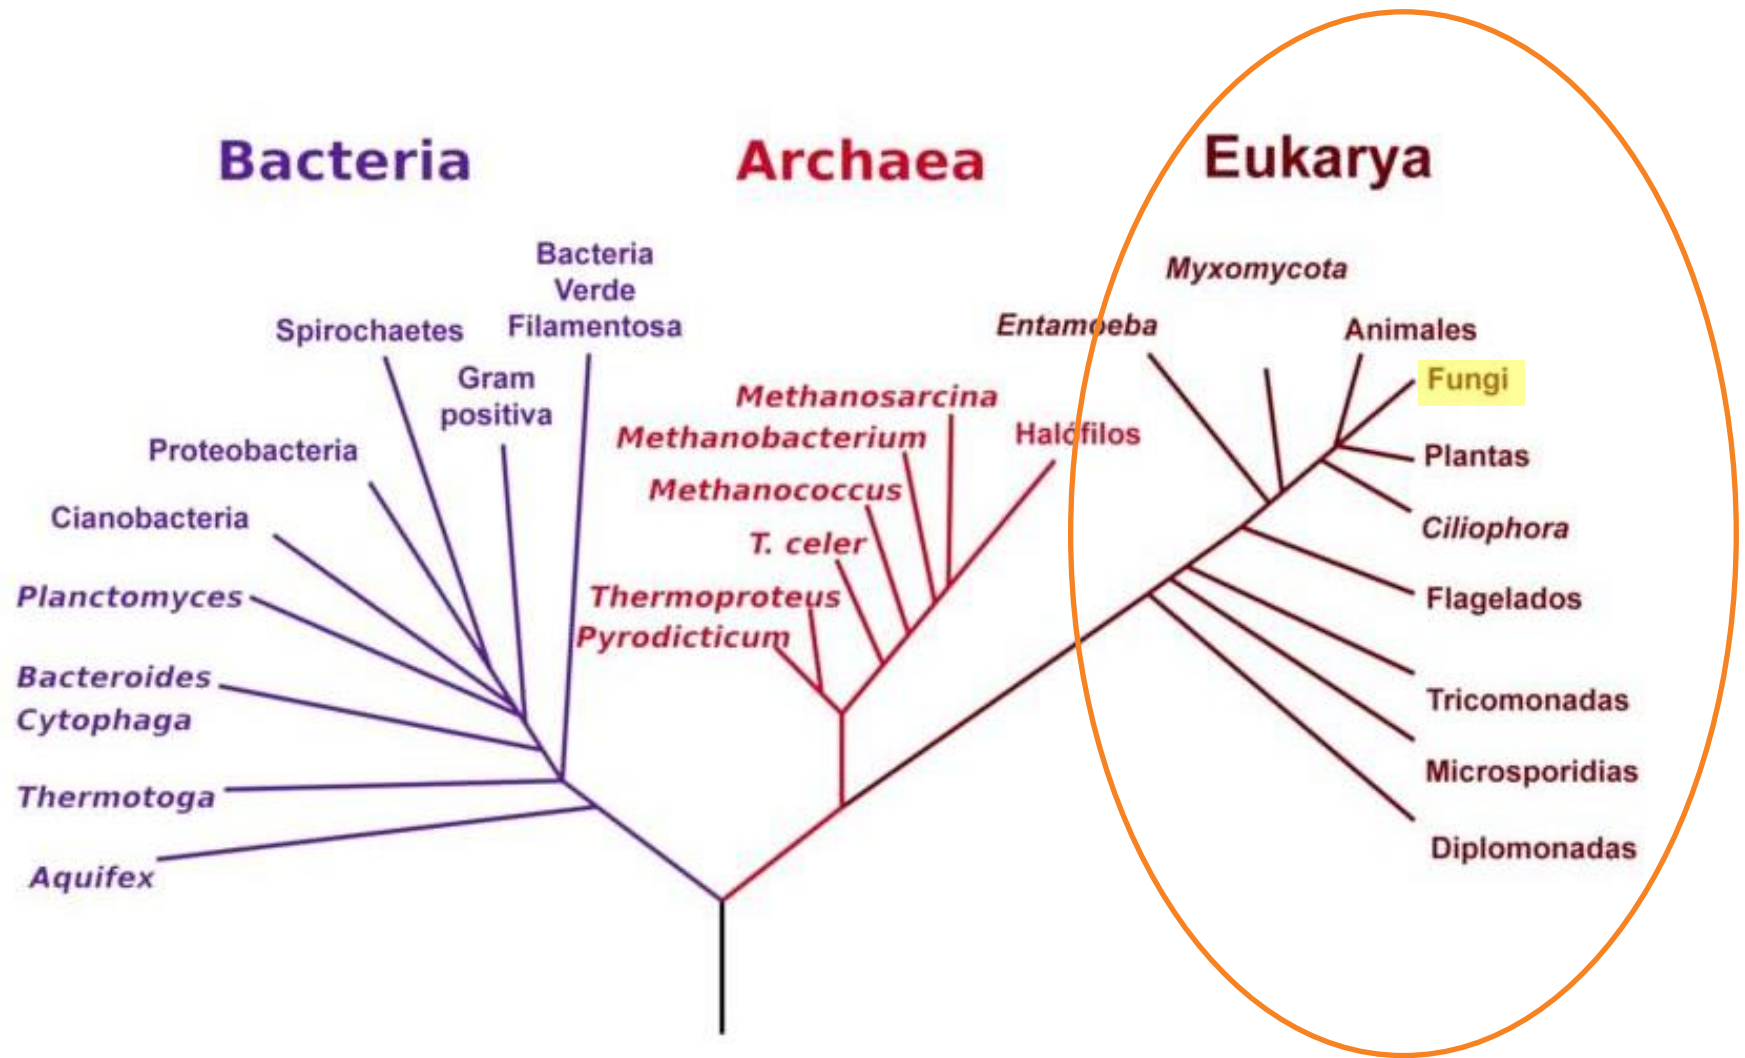 Bacteria
Archaea
Eukarya
Bacteria
Verde
Filamentosa
Spirochaetes
Gram
positiva
Proteobacteria
Cianobacteria
Planctomyces
Bacteroides
Cytophaga
Thermotoga
Aquifex
Methanosarcina
Methanobacterium
Halófilos
Methanococcus
T. celer
Thermoproteus
Pyrodicticum
Myxomycota
Entamoeba
Animales
Fungi
Plantas
Ciliophora
Flagelados
Tricomonadas
Microsporidias
Diplomonadas